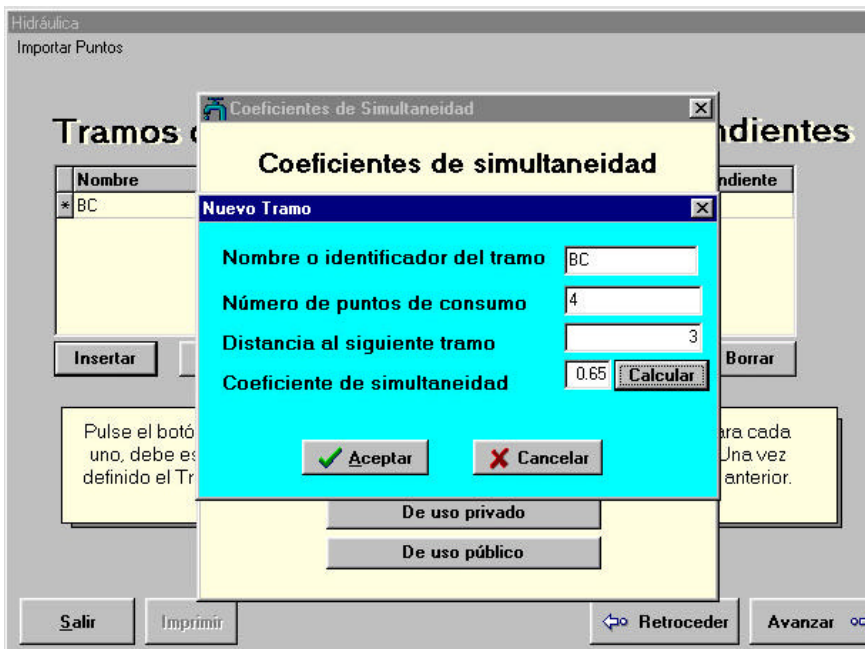 Hidráulica
Importar Puntos
Coeficientes de Simultaneidad
Tramos
ndientes
Coeficientes de simultaneidad
Nombre
ndiente
* BC
Nuevo Tramo
Nombre o identificador del tramo BC
Número de puntos de consumo 4
Distancia al siguiente tramo 3
Coeficiente de simultaneidad 0.65 Calcular
Insertar
Borrar
Aceptar
Cancelar
Pulse el botó
ara cada
uno, debe es
Una vez
definido el Tr
anterior.
De uso privado
De uso público
Salir
Imprimir
Retroceder
Avanzar